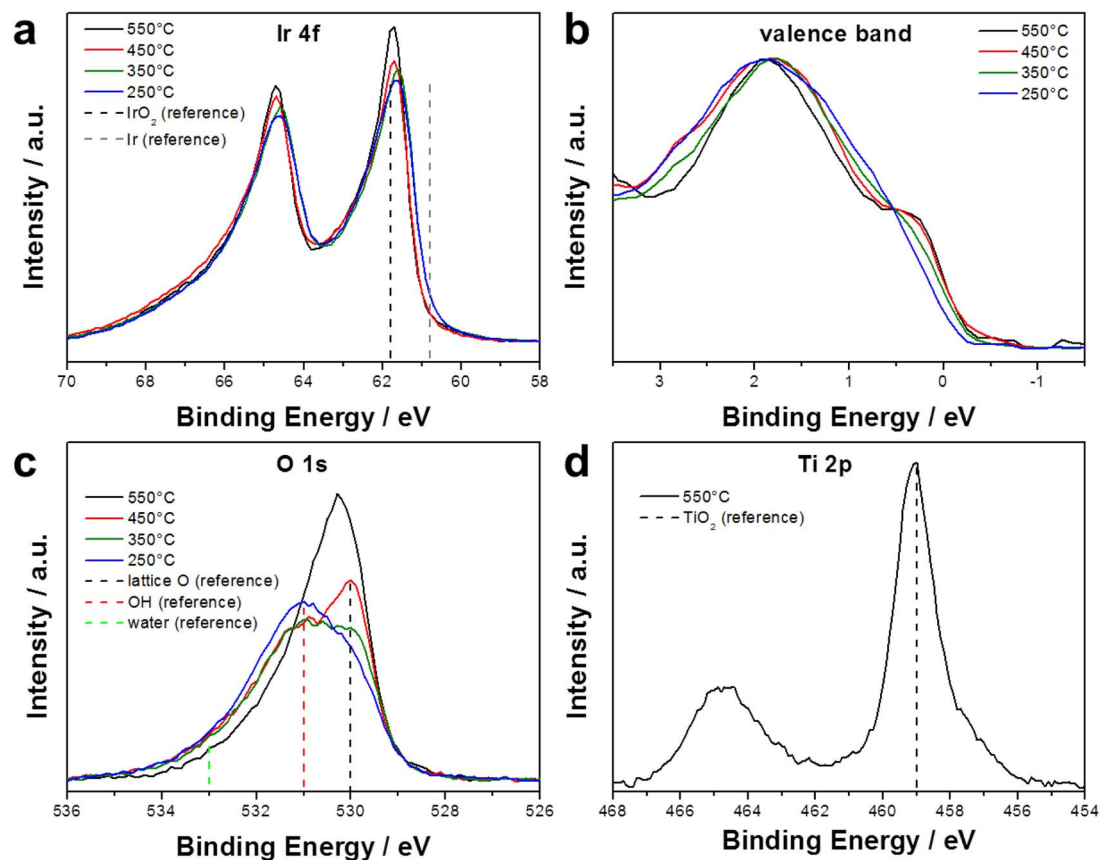 a
Ir 4f
550°C
450°C
350°C
250°C
IrO₂ (reference)
Ir (reference)
Intensity / a.u.
70 68 66 64 62 60 58
Binding Energy / eV
b
valence band
550°C
450°C
350°C
250°C
Intensity / a.u.
3 2 1 0 -1
Binding Energy / eV
c
O 1s
550°C
450°C
350°C
250°C
lattice O (reference)
OH (reference)
water (reference)
Intensity / a.u.
536 534 532 530 528 526
Binding Energy / eV
d
Ti 2p
550°C
TiO₂ (reference)
Intensity / a.u.
468 466 464 462 460 458 456 454
Binding Energy / eV